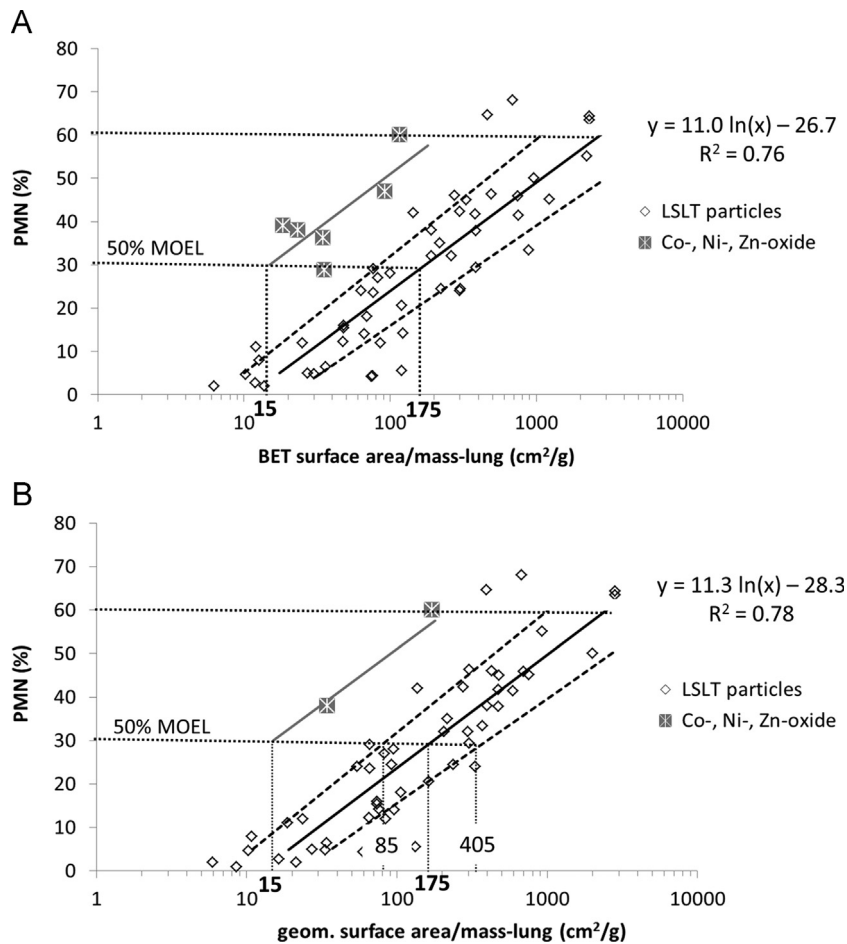 A
PMN (%)
80
70
60
50
40
30
20
10
0
50% MOEL
y = 11.0 ln(x) – 26.7
R² = 0.76
LSLT particles
Co-, Ni-, Zn-oxide
15
175
1
10
100
1000
10000
BET surface area/mass-lung (cm²/g)
B
PMN (%)
80
70
60
50
40
30
20
10
0
50% MOEL
y = 11.3 ln(x) – 28.3
R² = 0.78
LSLT particles
Co-, Ni-, Zn-oxide
85
405
15
175
1
10
100
1000
10000
geom. surface area/mass-lung (cm²/g)